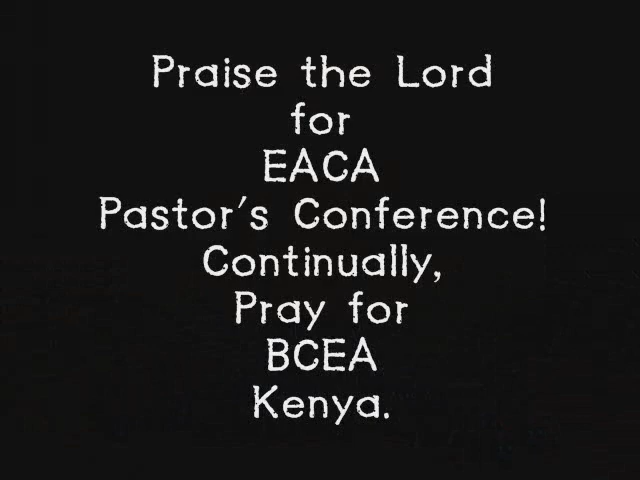 Praise the Lord
for
EACA
Pastor's Conference!
Continually,
Pray for
BCEA
Kenya.